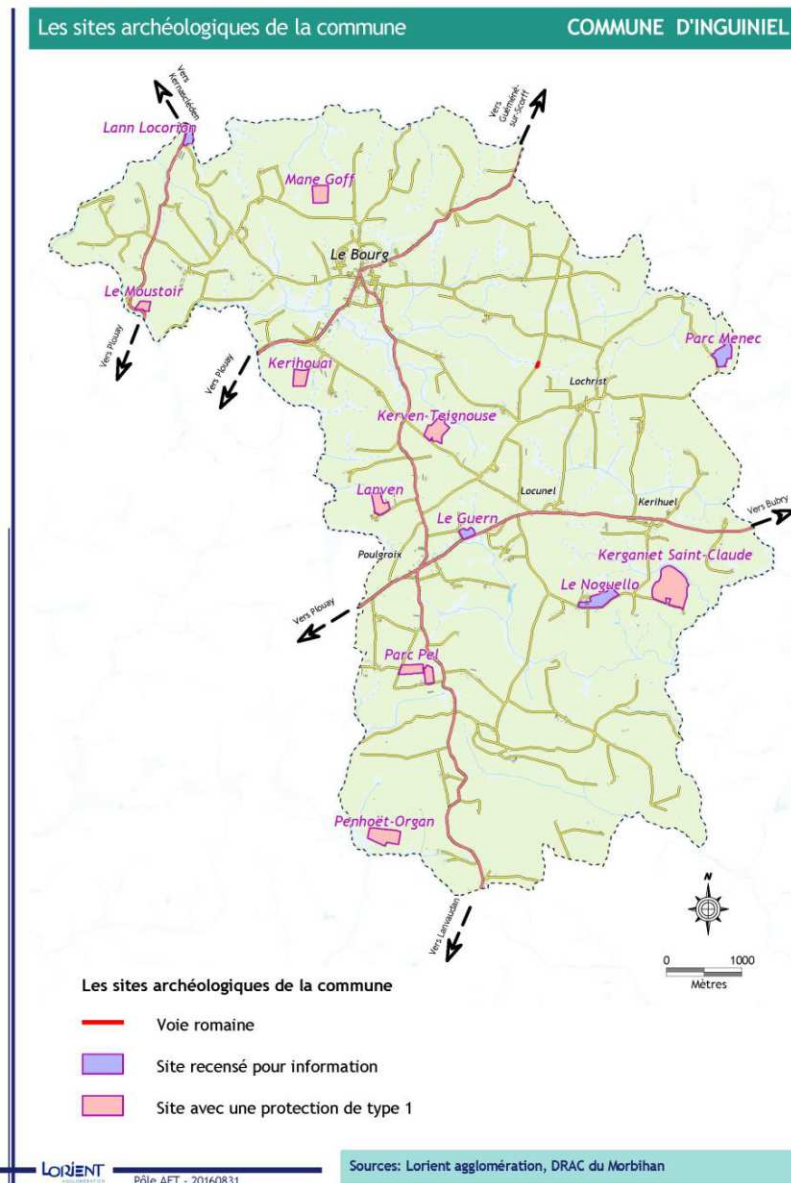 Les sites archéologiques de la commune
COMMUNE D'INGUINIEL
Vers
Kernascléden
Vers
Guéméné-
sur-Scorff
Lann Locorion
Mane Goff
Le Bourg
Le Moustoir
Vers Plouay
Vers Plouay
Parc Menec
Kerihouai
Lochrist
Kerven-Teignouse
Lanven
Locunel
Kerihuel
Le Guern
Vers Bubry
Poulgroix
Kerganiet Saint-Claude
Le Noguello
Vers Plouay
Parc Pel
Penhoët-Organ
Vers Lanvaudan
N
0 1000
Mètres
Les sites archéologiques de la commune
Voie romaine
Site recensé pour information
Site avec une protection de type 1
LORIENT
AGGLOMÉRATION
Pôle AET - 20160831
Sources: Lorient agglomération, DRAC du Morbihan